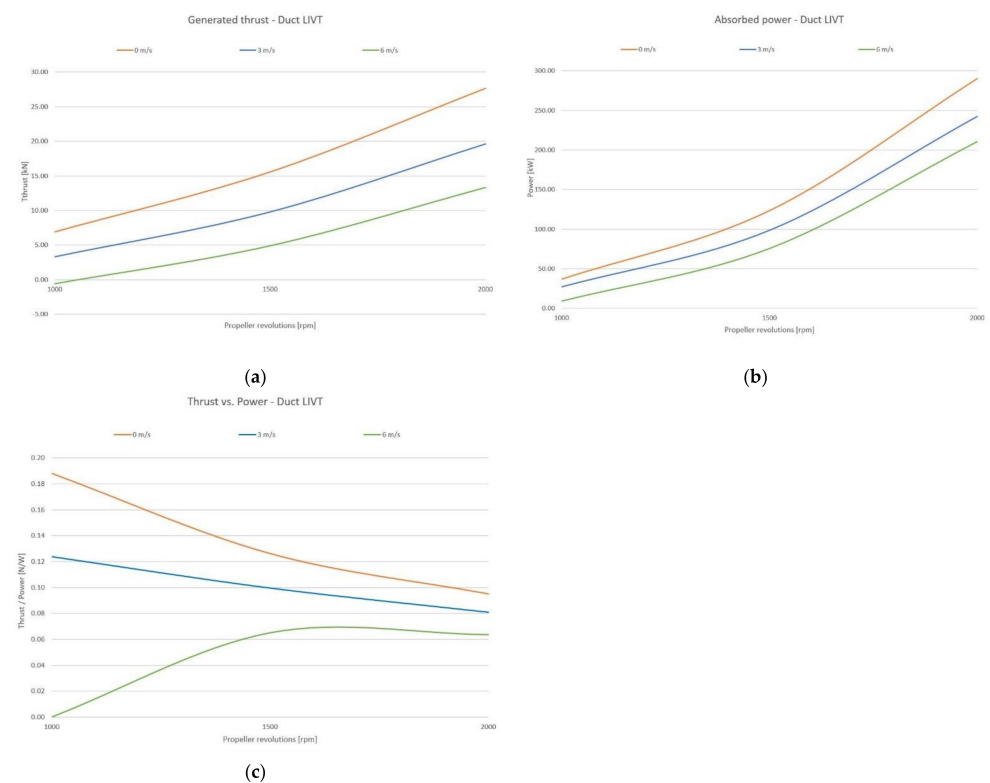 Generated thrust - Duct LIVT
0 m/s 3 m/s 6 m/s
30.00
25.00
20.00
15.00
10.00
5.00
0.00
-5.00
1000 1500 2000
Tthrust [kN]
Propeller revolutions [rpm]
(a)
Absorbed power - Duct LIVT
0 m/s 3 m/s 6 m/s
300.00
250.00
200.00
150.00
100.00
50.00
0.00
1000 1500 2000
Power [kW]
Propeller revolutions [rpm]
(b)
Thrust vs. Power - Duct LIVT
0 m/s 3 m/s 6 m/s
0.20
0.18
0.16
0.14
0.12
0.10
0.08
0.06
0.04
0.02
0.00
1000 1500 2000
Thrust / Power [N/W]
Propeller revolutions [rpm]
(c)